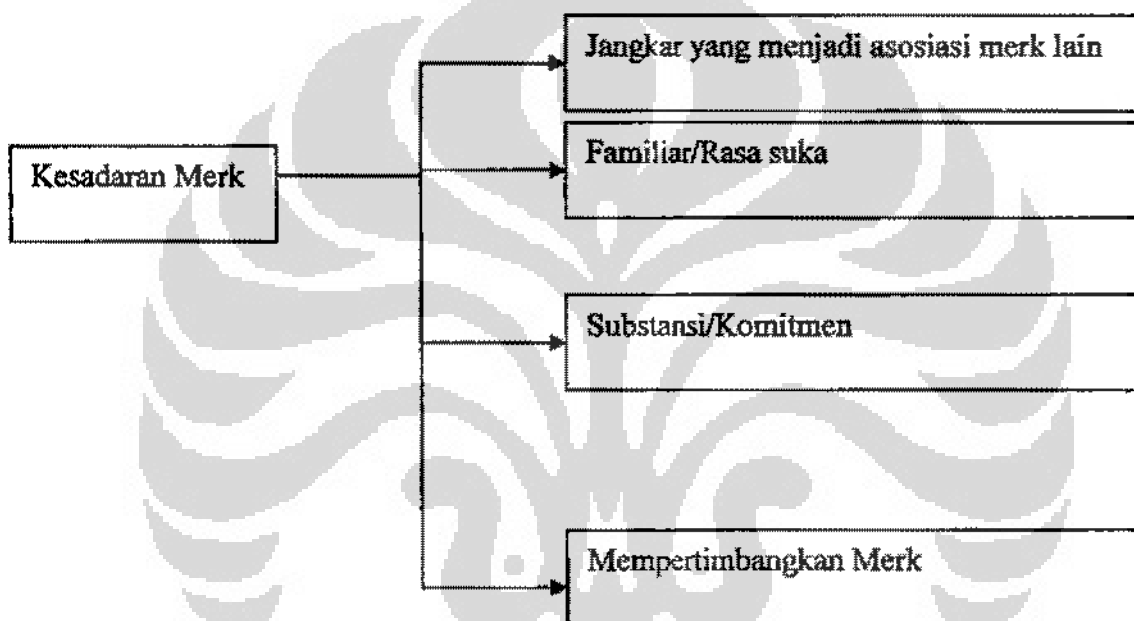 Jangkar yang menjadi asosiasi merk lain
Kesadaran Merk
Familiar/Rasa suka
Substansi/Komitmen
Mempertimbangkan Merk